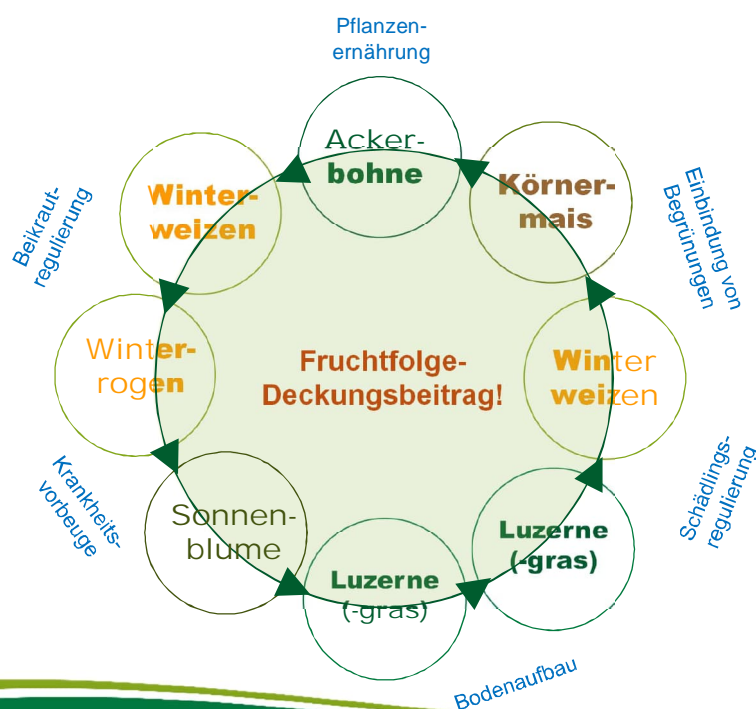 Pflanzen-
ernährung
Acker-
bohne
Körner-
mais
Einbindung von
Begrünungen
Winter
weizen
Schädlings-
regulierung
Luzerne
(-gras)
Bodenaufbau
Luzerne
(-gras)
Sonnen-
blume
Krankheits-
vorbeuge
Winter-
rogen
Beikraut-
regulierung
Winter-
weizen
Fruchtfolge-
Deckungsbeitrag!